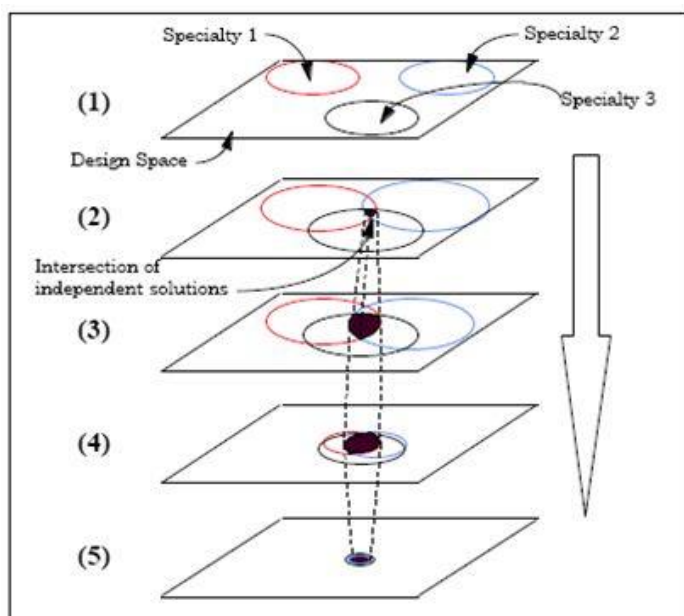 Specialty 1
Specialty 2
(1)
Specialty 3
Design Space
(2)
Intersection of
independent solutions
(3)
(4)
(5)